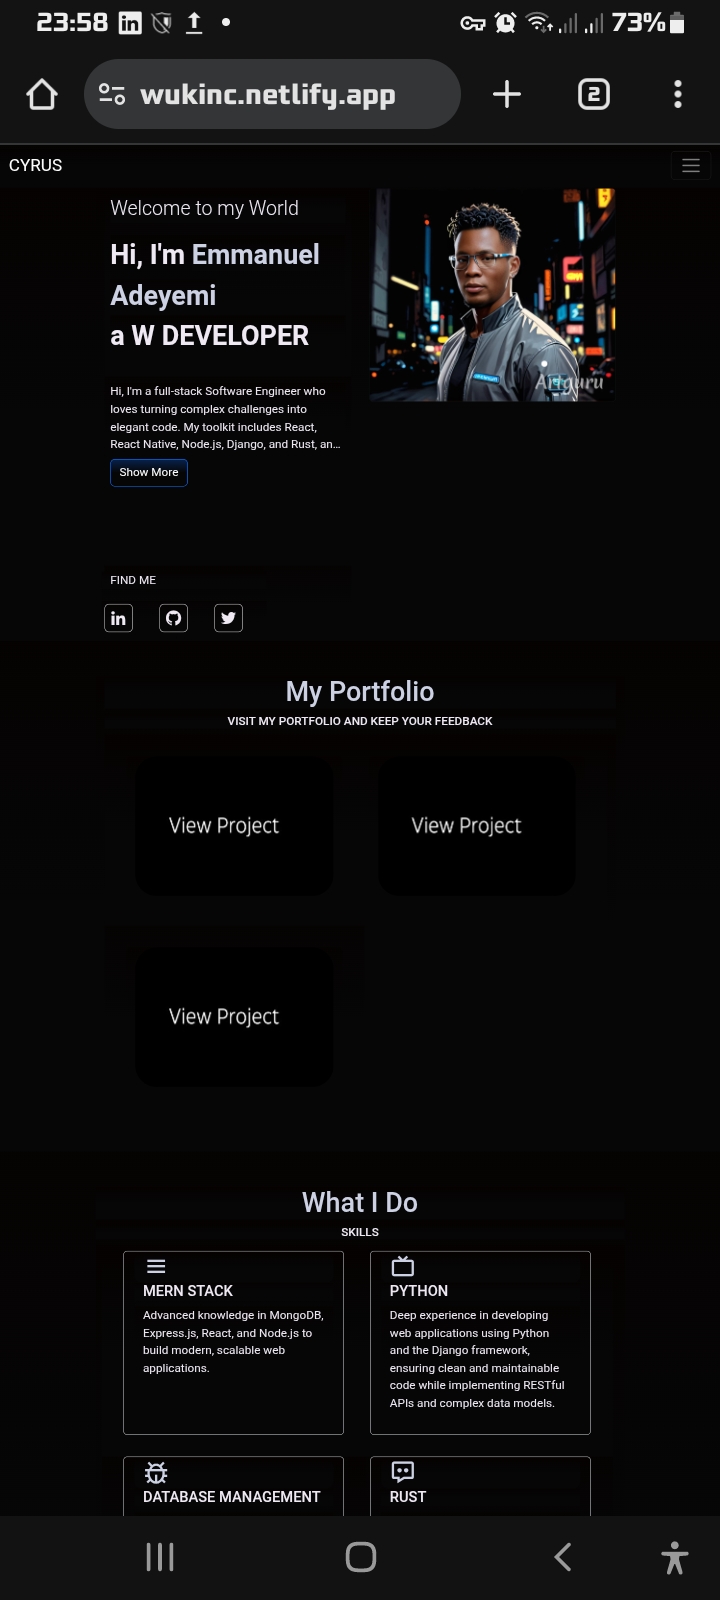 23:58
73%
wukinc.netlify.app
2
CYRUS
Welcome to my World
Hi, I'm Emmanuel
Adeyemi
a W DEVELOPER
Hi, I'm a full-stack Software Engineer who
loves turning complex challenges into
elegant code. My toolkit includes React,
React Native, Node.js, Django, and Rust, an...
Show More
Artguru
FIND ME
in
My Portfolio
VISIT MY PORTFOLIO AND KEEP YOUR FEEDBACK
View Project
View Project
View Project
What I Do
SKILLS
MERN STACK
Advanced knowledge in MongoDB,
Express.js, React, and Node.js to
build modern, scalable web
applications.
PYTHON
Deep experience in developing
web applications using Python
and the Django framework,
ensuring clean and maintainable
code while implementing RESTful
APIs and complex data models.
DATABASE MANAGEMENT
RUST